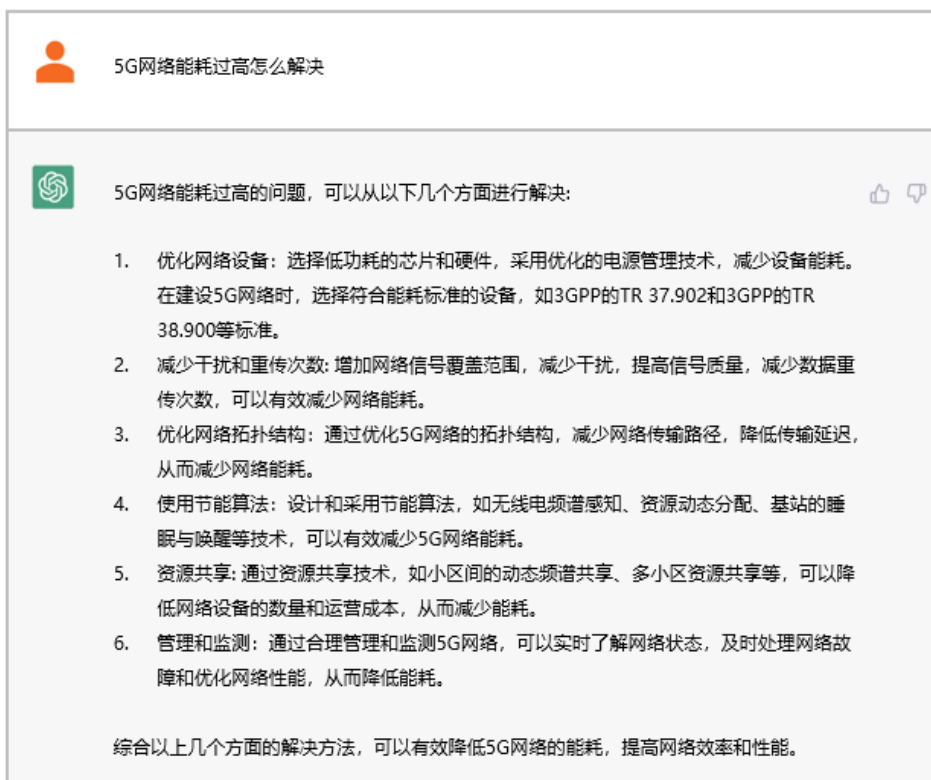 5G网络能耗过高怎么解决
5G网络能耗过高的问题，可以从以下几个方面进行解决:
1. 优化网络设备：选择低功耗的芯片和硬件，采用优化的电源管理技术，减少设备能耗。
在建设5G网络时，选择符合能耗标准的设备，如3GPP的TR 37.902和3GPP的TR
38.900等标准。
2. 减少干扰和重传次数: 增加网络信号覆盖范围，减少干扰，提高信号质量，减少数据重
传次数，可以有效减少网络能耗。
3. 优化网络拓扑结构：通过优化5G网络的拓扑结构，减少网络传输路径，降低传输延迟，
从而减少网络能耗。
4. 使用节能算法：设计和采用节能算法，如无线电频谱感知、资源动态分配、基站的睡
眠与唤醒等技术，可以有效减少5G网络能耗。
5. 资源共享: 通过资源共享技术，如小区间的动态频谱共享、多小区资源共享等，可以降
低网络设备的数量和运营成本，从而减少能耗。
6. 管理和监测：通过合理管理和监测5G网络，可以实时了解网络状态，及时处理网络故
障和优化网络性能，从而降低能耗。
综合以上几个方面的解决方法，可以有效降低5G网络的能耗，提高网络效率和性能。